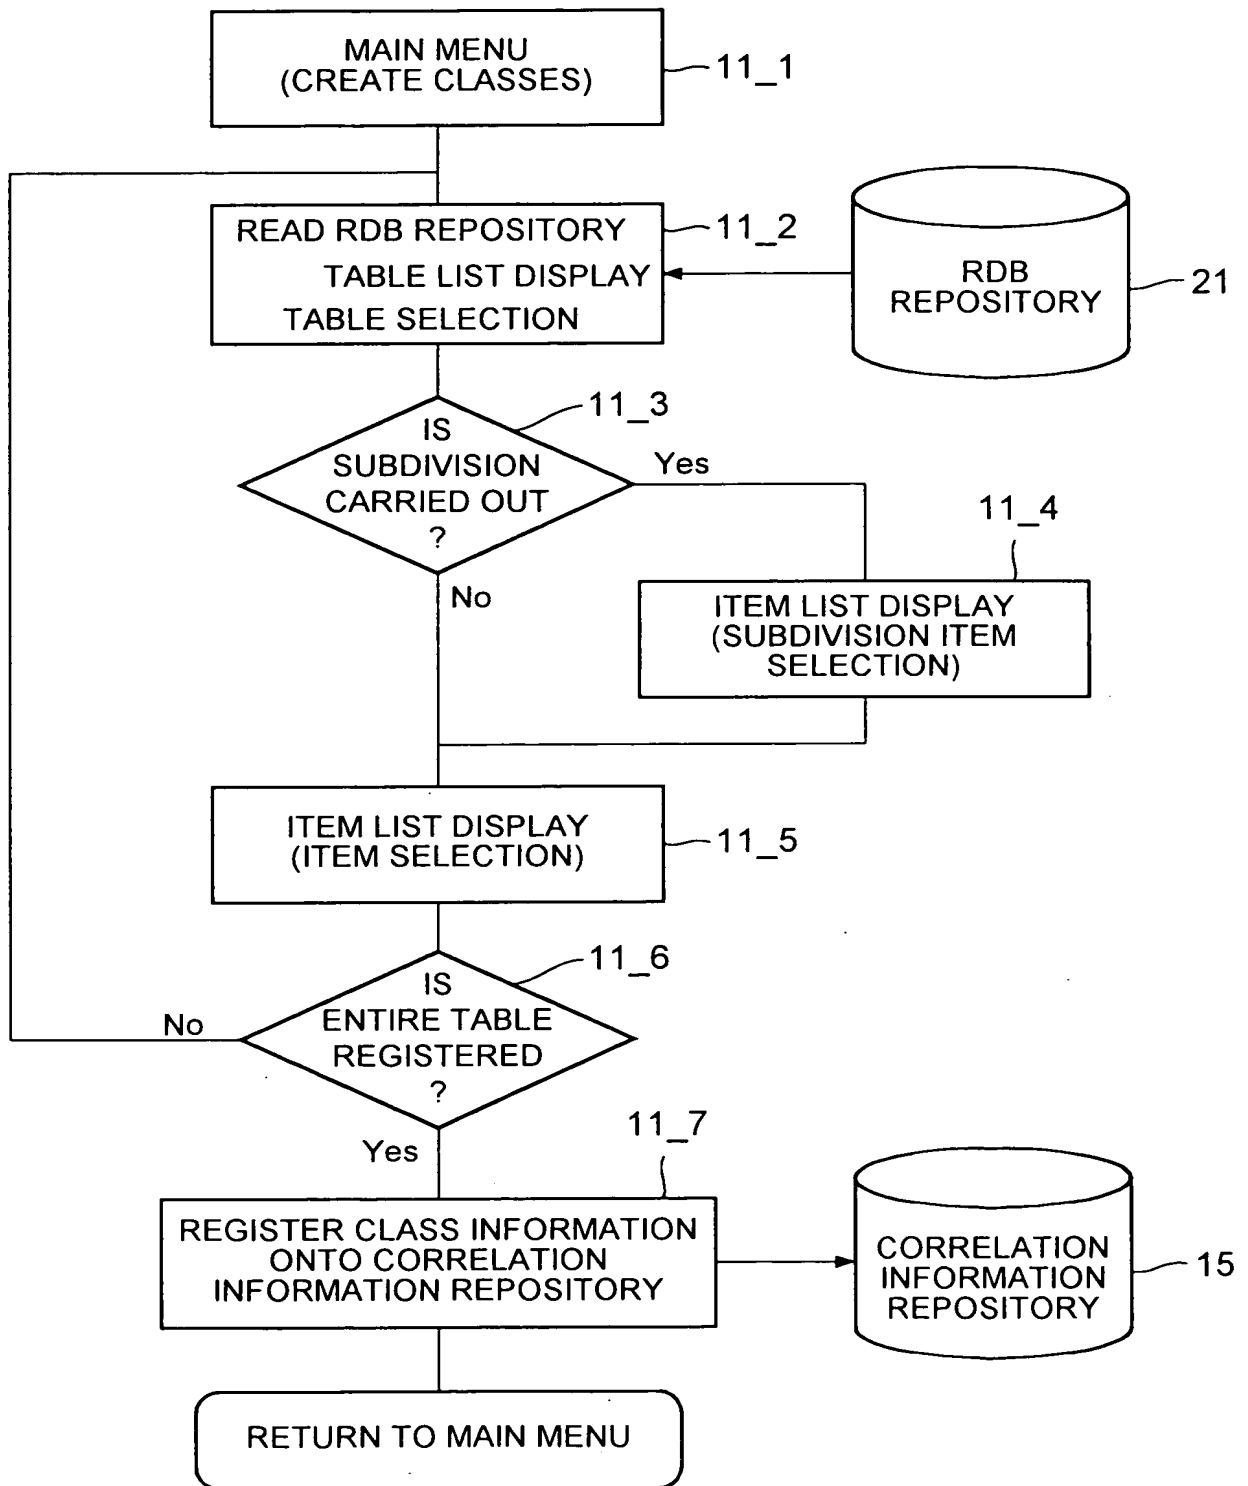 MAIN MENU
(CREATE CLASSES)
11_1
READ RDB REPOSITORY
TABLE LIST DISPLAY
TABLE SELECTION
11_2
RDB
REPOSITORY
21
IS
SUBDIVISION
CARRIED OUT
?
11_3
Yes
No
11_4
ITEM LIST DISPLAY
(SUBDIVISION ITEM
SELECTION)
ITEM LIST DISPLAY
(ITEM SELECTION)
11_5
IS
ENTIRE TABLE
REGISTERED
?
11_6
No
Yes
11_7
REGISTER CLASS INFORMATION
ONTO CORRELATION
INFORMATION REPOSITORY
CORRELATION
INFORMATION
REPOSITORY
15
RETURN TO MAIN MENU